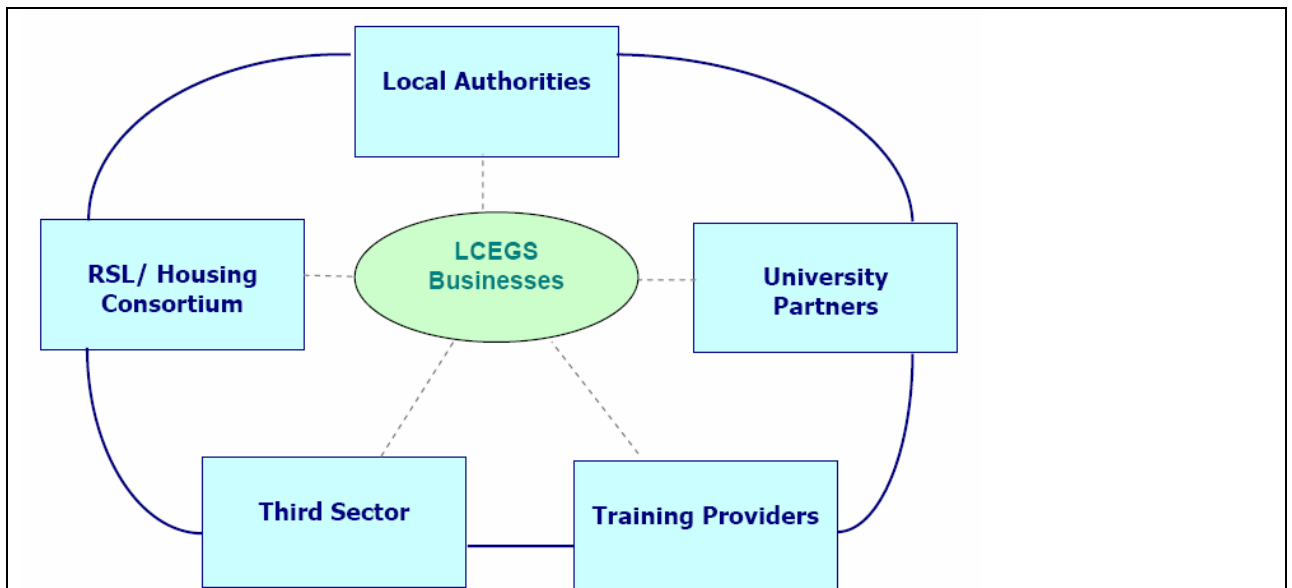 Local Authorities
LCEGS
Businesses
RSL/ Housing
Consortium
University
Partners
Third Sector
Training Providers